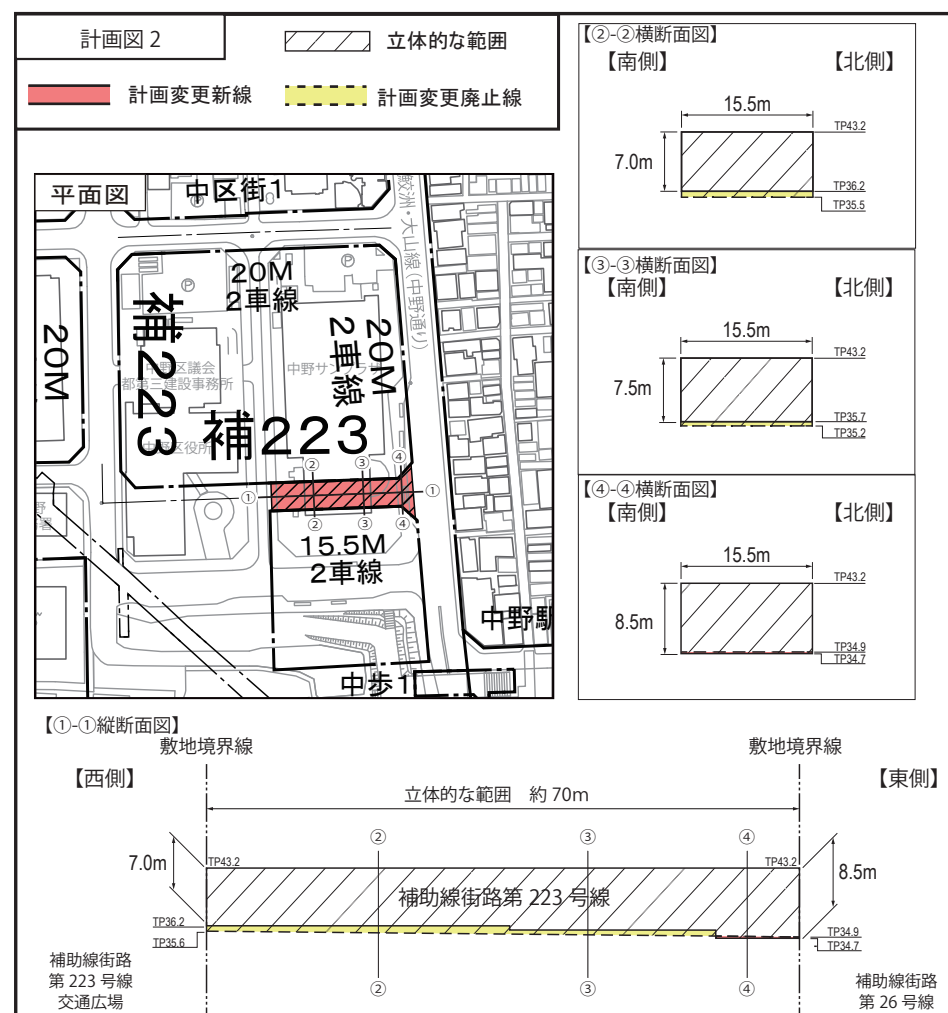 計画図 2
立体的な範囲
計画変更新線
計画変更廃止線
【②-②横断面図】
【南側】
【北側】
15.5m
TP43.2
7.0m
TP36.2
TP35.5
【③-③横断面図】
【南側】
【北側】
15.5m
TP43.2
7.5m
TP35.7
TP35.2
【④-④横断面図】
【南側】
【北側】
15.5m
TP43.2
8.5m
TP34.9
TP34.7
平面図
中区街1
鮫洲・大山線(中野通り)
Ⓟ
Ⓟ
20M
2車線
20M
補223
20M
2車線
中野区議会
都第三建設事務所
中野サンプラザ
補223
中野区役所
②
③
④
①
①
②
③
④
15.5M
2車線
中野駅
中歩1
【①-①縦断面図】
敷地境界線
敷地境界線
【西側】
【東側】
立体的な範囲 約 70m
②
③
④
7.0m
TP43.2
TP43.2
8.5m
補助線街路第 223 号線
TP36.2
TP35.6
TP34.9
TP34.7
補助線街路
第 223 号線
交通広場
②
③
④
補助線街路
第 26 号線